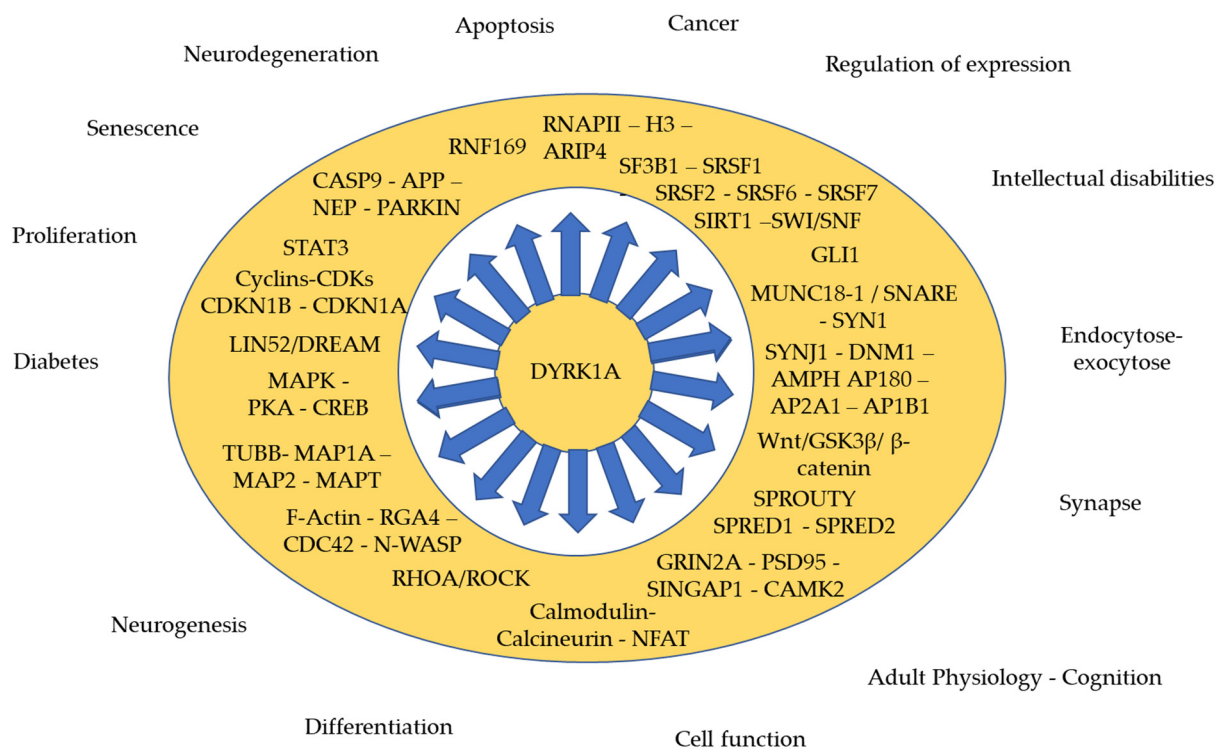 Apoptosis
Cancer
Neurodegeneration
Regulation of expression
Senescence
Intellectual disabilities
Proliferation
Endocytose-
exocytose
Diabetes
Synapse
Neurogenesis
Adult Physiology - Cognition
Differentiation
Cell function
RNF169
RNAPII – H3 –
ARIP4
SF3B1 – SRSF1
-
SRSF2 - SRSF6 - SRSF7
SIRT1 –SWI/SNF
GLI1
MUNC18-1 / SNARE
- SYN1
SYNJ1 - DNM1 –
AMPH AP180 –
AP2A1 – AP1B1
Wnt/GSK3β/ β-
catenin
SPROUTY
SPRED1 - SPRED2
GRIN2A - PSD95 -
SINGAP1 - CAMK2
Calmodulin-
Calcineurin - NFAT
RHOA/ROCK
F-Actin - RGA4 –
CDC42 - N-WASP
TUBB- MAP1A –
MAP2 - MAPT
MAPK -
PKA - CREB
LIN52/DREAM
Cyclins-CDKs
CDKN1B - CDKN1A
STAT3
CASP9 - APP –
NEP - PARKIN
DYRK1A